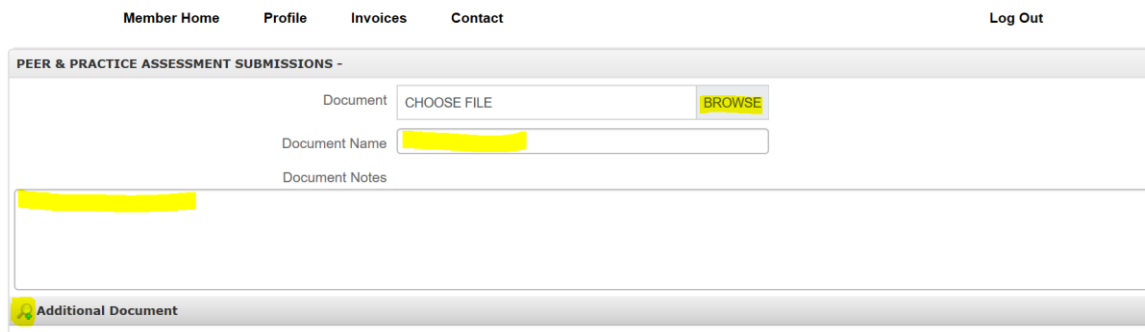 Member Home Profile Invoices Contact Log Out
PEER & PRACTICE ASSESSMENT SUBMISSIONS -
Document CHOOSE FILE BROWSE
Document Name
Document Notes
Additional Document